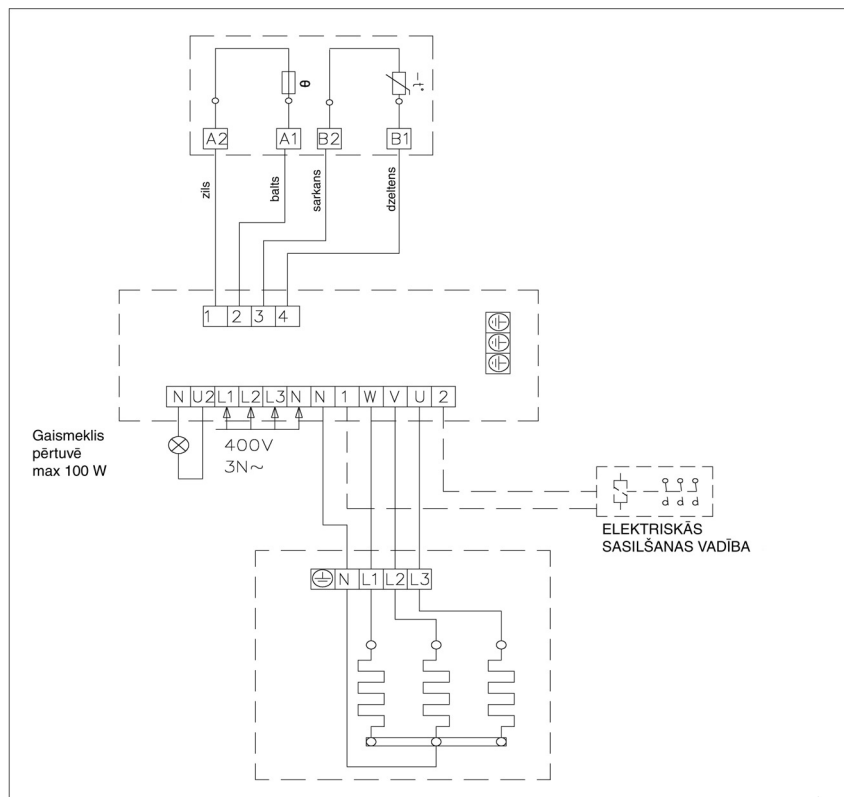 θ
-t°
A2 A1 B2 B1
zils
balts
sarkans
dzeltens
1 2 3 4
N U2 L1 L2 L3 N N 1 W V U 2
Gaismeklis
pērtuvē
max 100 W
400V
3N~
ELEKTRISKĀS
SASILŠANAS VADĪBA
N L1 L2 L3